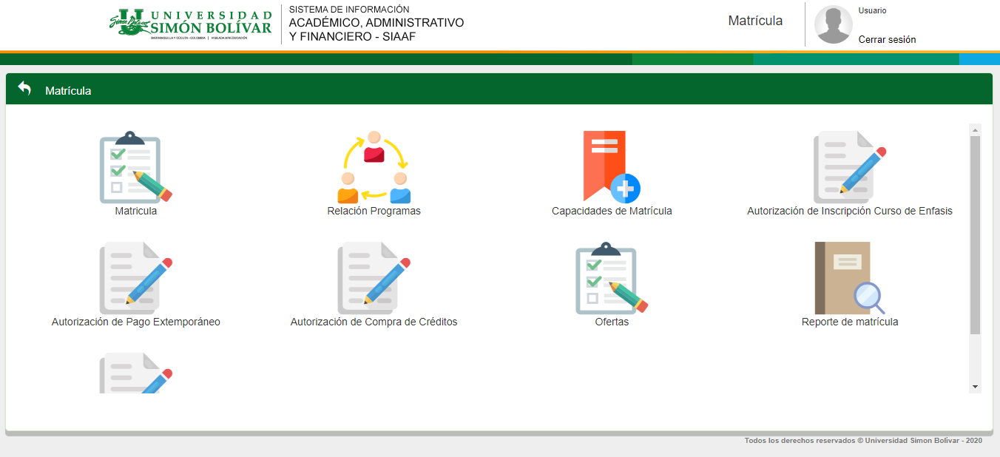 UNIVERSIDAD
SIMÓN BOLÍVAR
BARRANQUILLA Y CÚCUTA - COLOMBIA | VIGILADA MINEDUCACIÓN
SISTEMA DE INFORMACIÓN
ACADÉMICO, ADMINISTRATIVO
Y FINANCIERO - SIAAF
Matrícula
Usuario
Cerrar sesión
Matrícula
Matricula
Relación Programas
Capacidades de Matrícula
Autorización de Inscripción Curso de Enfasis
Autorización de Pago Extemporáneo
Autorización de Compra de Créditos
Ofertas
Reporte de matrícula
Todos los derechos reservados © Universidad Simon Bolívar - 2020